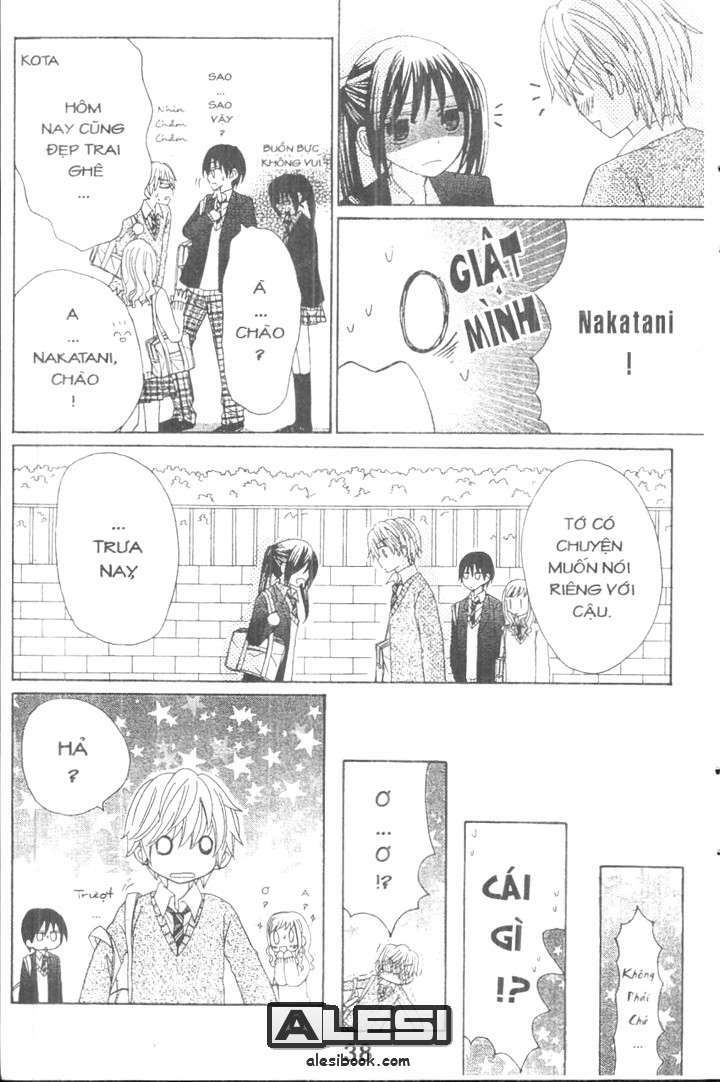 KOTA
HÔM
NAY CŨNG
ĐẸP TRAI
GHÊ
...
Nhìn
Chằm
Chằm
SAO
...
SAO
VẬY
?
BUỒN BỰC
KHÔNG VUI
À
...
CHÀO
?
A
...
NAKATANI,
CHÀO
!
GIẬT
MÌNH
Nakatani
!
...
TRƯA
NAY,
TỚ CÓ
CHUYỆN
MUỐN NÓI
RIÊNG VỚI
CẬU.
HẢ
?
Trượt
...
Ơ
?
A
?
Ơ
...
Ơ
!?
CÁI
GÌ
!?
Không
Phải
Chứ
...
ALESI
38
alesibook.com